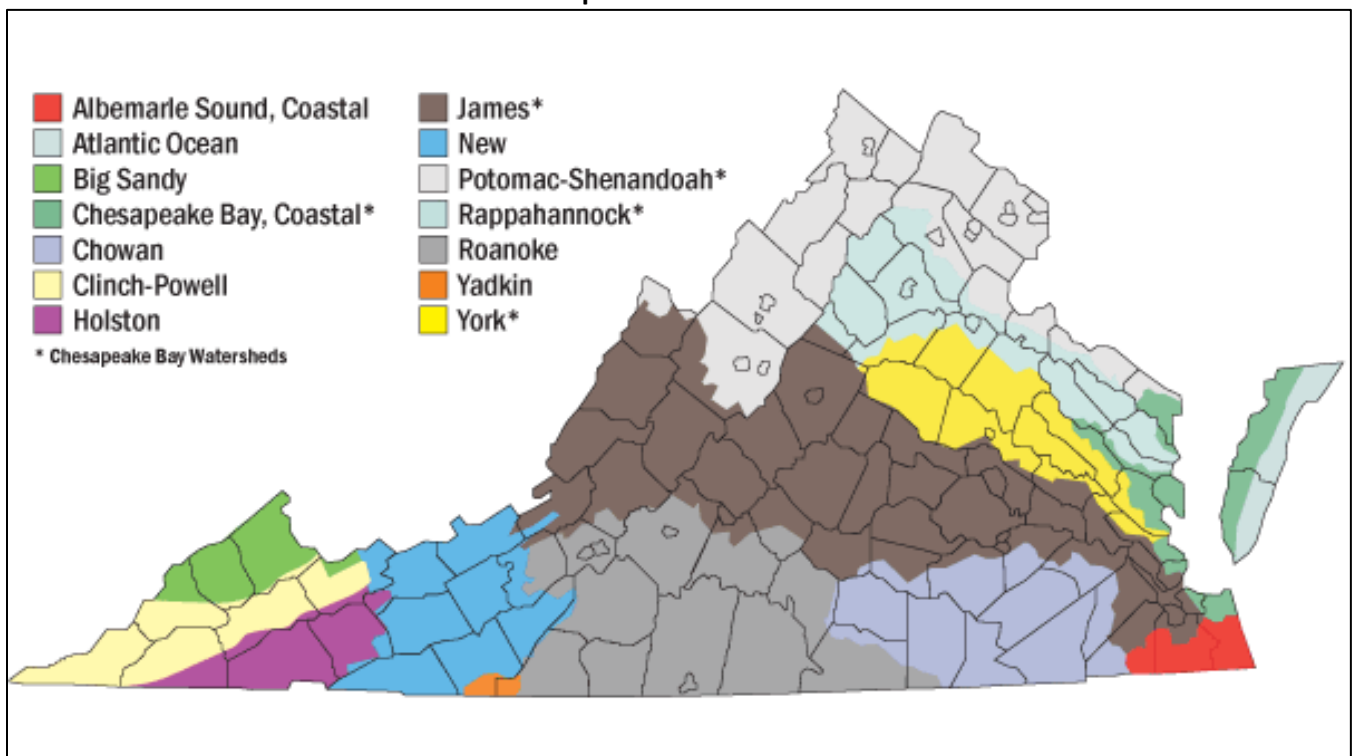 Albemarle Sound, Coastal
Atlantic Ocean
Big Sandy
Chesapeake Bay, Coastal*
Chowan
Clinch-Powell
Holston
* Chesapeake Bay Watersheds
James*
New
Potomac-Shenandoah*
Rappahannock*
Roanoke
Yadkin
York*